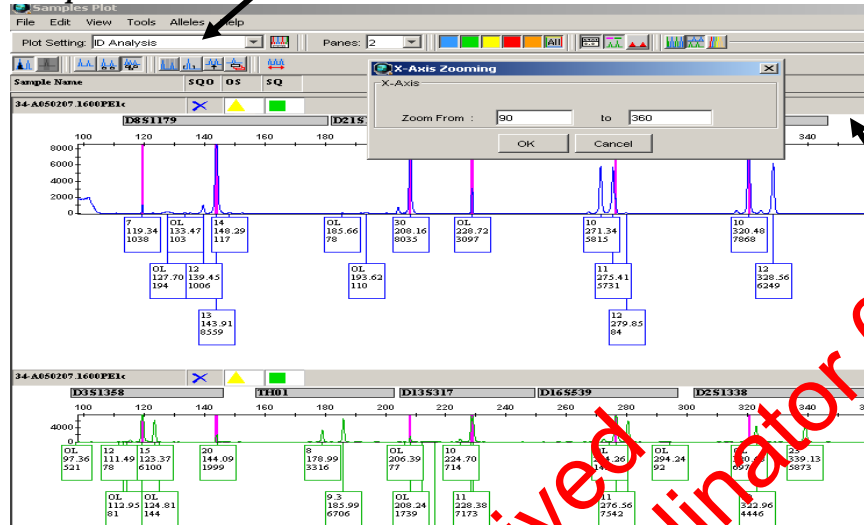 Samples Plot
File Edit View Tools Alleles Help
Plot Setting: ID Analysis Panes: 2 All
Sample Name SQO OS SQ
X-Axis Zooming
X-Axis
Zoom From : 90 to 360
OK Cancel
34-A050207.1600PE1c
D8S1179 D21S
100 120 140 160 180 340
8000
6000
4000
2000
0
7 OL 14 OL 30 OL 10 10
119.34 133.47 148.29 185.66 208.16 228.72 271.34 320.48
1038 103 117 78 8035 3097 5815 7868
OL 12 OL 11 12
127.70 139.45 193.62 275.41 328.56
194 1006 110 5731 6249
13 12
143.91 279.85
8559 84
34-A050207.1600PE1c
D3S1358 TH01 D13S317 D16S539 D2S1338
100 120 140 160 180 200 220 240 260 280 300 320 340
4000
0
OL 12 15 20 8 OL 10 OL OL 23
97.36 111.49 123.37 144.09 178.99 206.39 224.70 294.24 339.13
521 78 6100 1999 3316 77 714 92 5873
OL OL 9.3 OL 11 11
112.95 124.81 185.99 208.24 228.38 276.56 322.96
81 144 6706 1739 7173 7542 4446